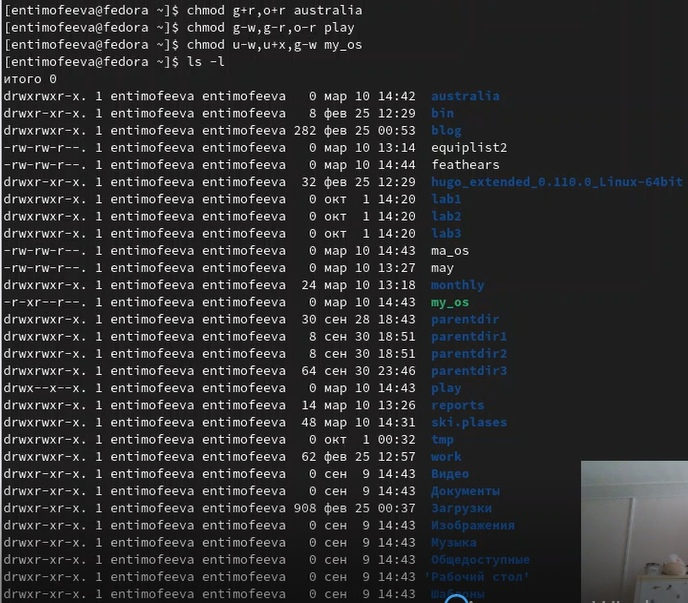 [entimofeeva@fedora ~]$ chmod g+r,o+r australia
[entimofeeva@fedora ~]$ chmod g-w,g-r,o-r play
[entimofeeva@fedora ~]$ chmod u-w,u+x,g-w my_os
[entimofeeva@fedora ~]$ ls -l
итого 0
drwxrwxr-x. 1 entimofeeva entimofeeva   0 мар 10 14:42  australia
drwxr-xr-x. 1 entimofeeva entimofeeva   8 фев 25 12:29  bin
drwxrwxr-x. 1 entimofeeva entimofeeva 282 фев 25 00:53  blog
-rw-rw-r--. 1 entimofeeva entimofeeva   0 мар 10 13:14  equiplist2
-rw-rw-r--. 1 entimofeeva entimofeeva   0 мар 10 14:44  feathears
drwxr-xr-x. 1 entimofeeva entimofeeva  32 фев 25 12:29  hugo_extended_0.110.0_Linux-64bit
drwxrwxr-x. 1 entimofeeva entimofeeva   0 окт  1 14:20  lab1
drwxrwxr-x. 1 entimofeeva entimofeeva   0 окт  1 14:20  lab2
drwxrwxr-x. 1 entimofeeva entimofeeva   0 окт  1 14:20  lab3
-rw-rw-r--. 1 entimofeeva entimofeeva   0 мар 10 14:43  ma_os
-rw-rw-r--. 1 entimofeeva entimofeeva   0 мар 10 13:27  may
drwxrwxr-x. 1 entimofeeva entimofeeva  24 мар 10 13:18  monthly
-r-xr--r--. 1 entimofeeva entimofeeva   0 мар 10 14:43  my_os
drwxrwxr-x. 1 entimofeeva entimofeeva  30 сен 28 18:43  parentdir
drwxrwxr-x. 1 entimofeeva entimofeeva   8 сен 30 18:51  parentdir1
drwxrwxr-x. 1 entimofeeva entimofeeva   8 сен 30 18:51  parentdir2
drwxrwxr-x. 1 entimofeeva entimofeeva  64 сен 30 23:46  parentdir3
drwx--x--x. 1 entimofeeva entimofeeva   0 мар 10 14:43  play
drwxrwxr-x. 1 entimofeeva entimofeeva  14 мар 10 13:26  reports
drwxrwxr-x. 1 entimofeeva entimofeeva  48 мар 10 14:31  ski.plases
drwxrwxr-x. 1 entimofeeva entimofeeva   0 окт  1 00:32  tmp
drwxrwxr-x. 1 entimofeeva entimofeeva  62 фев 25 12:57  work
drwxr-xr-x. 1 entimofeeva entimofeeva   0 сен  9 14:43  Видео
drwxr-xr-x. 1 entimofeeva entimofeeva   0 сен  9 14:43  Документы
drwxr-xr-x. 1 entimofeeva entimofeeva 908 фев 25 00:37  Загрузки
drwxr-xr-x. 1 entimofeeva entimofeeva   0 сен  9 14:43  Изображения
drwxr-xr-x. 1 entimofeeva entimofeeva   0 сен  9 14:43  Музыка
drwxr-xr-x. 1 entimofeeva entimofeeva   0 сен  9 14:43  Общедоступные
drwxr-xr-x. 1 entimofeeva entimofeeva   0 сен  9 14:43 'Рабочий стол'
drwxr-xr-x. 1 entimofeeva entimofeeva   0 сен  9 14:43  Шаблоны